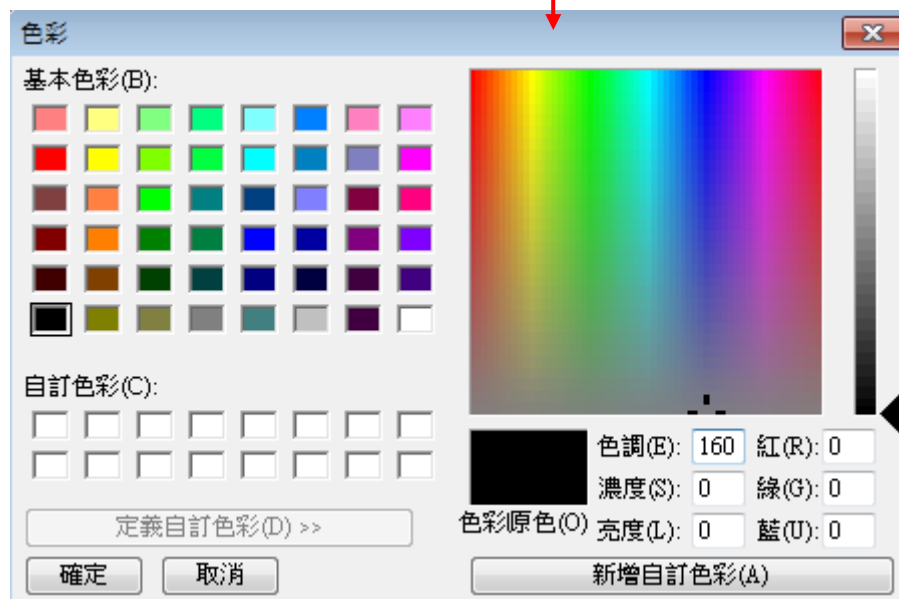 色彩
基本色彩(B):
自訂色彩(C):
定義自訂色彩(D) >>
確定 取消
色調(E): 160 紅(R): 0
濃度(S): 0 綠(G): 0
色彩|原色(O) 亮度(L): 0 藍(U): 0
新增自訂色彩(A)